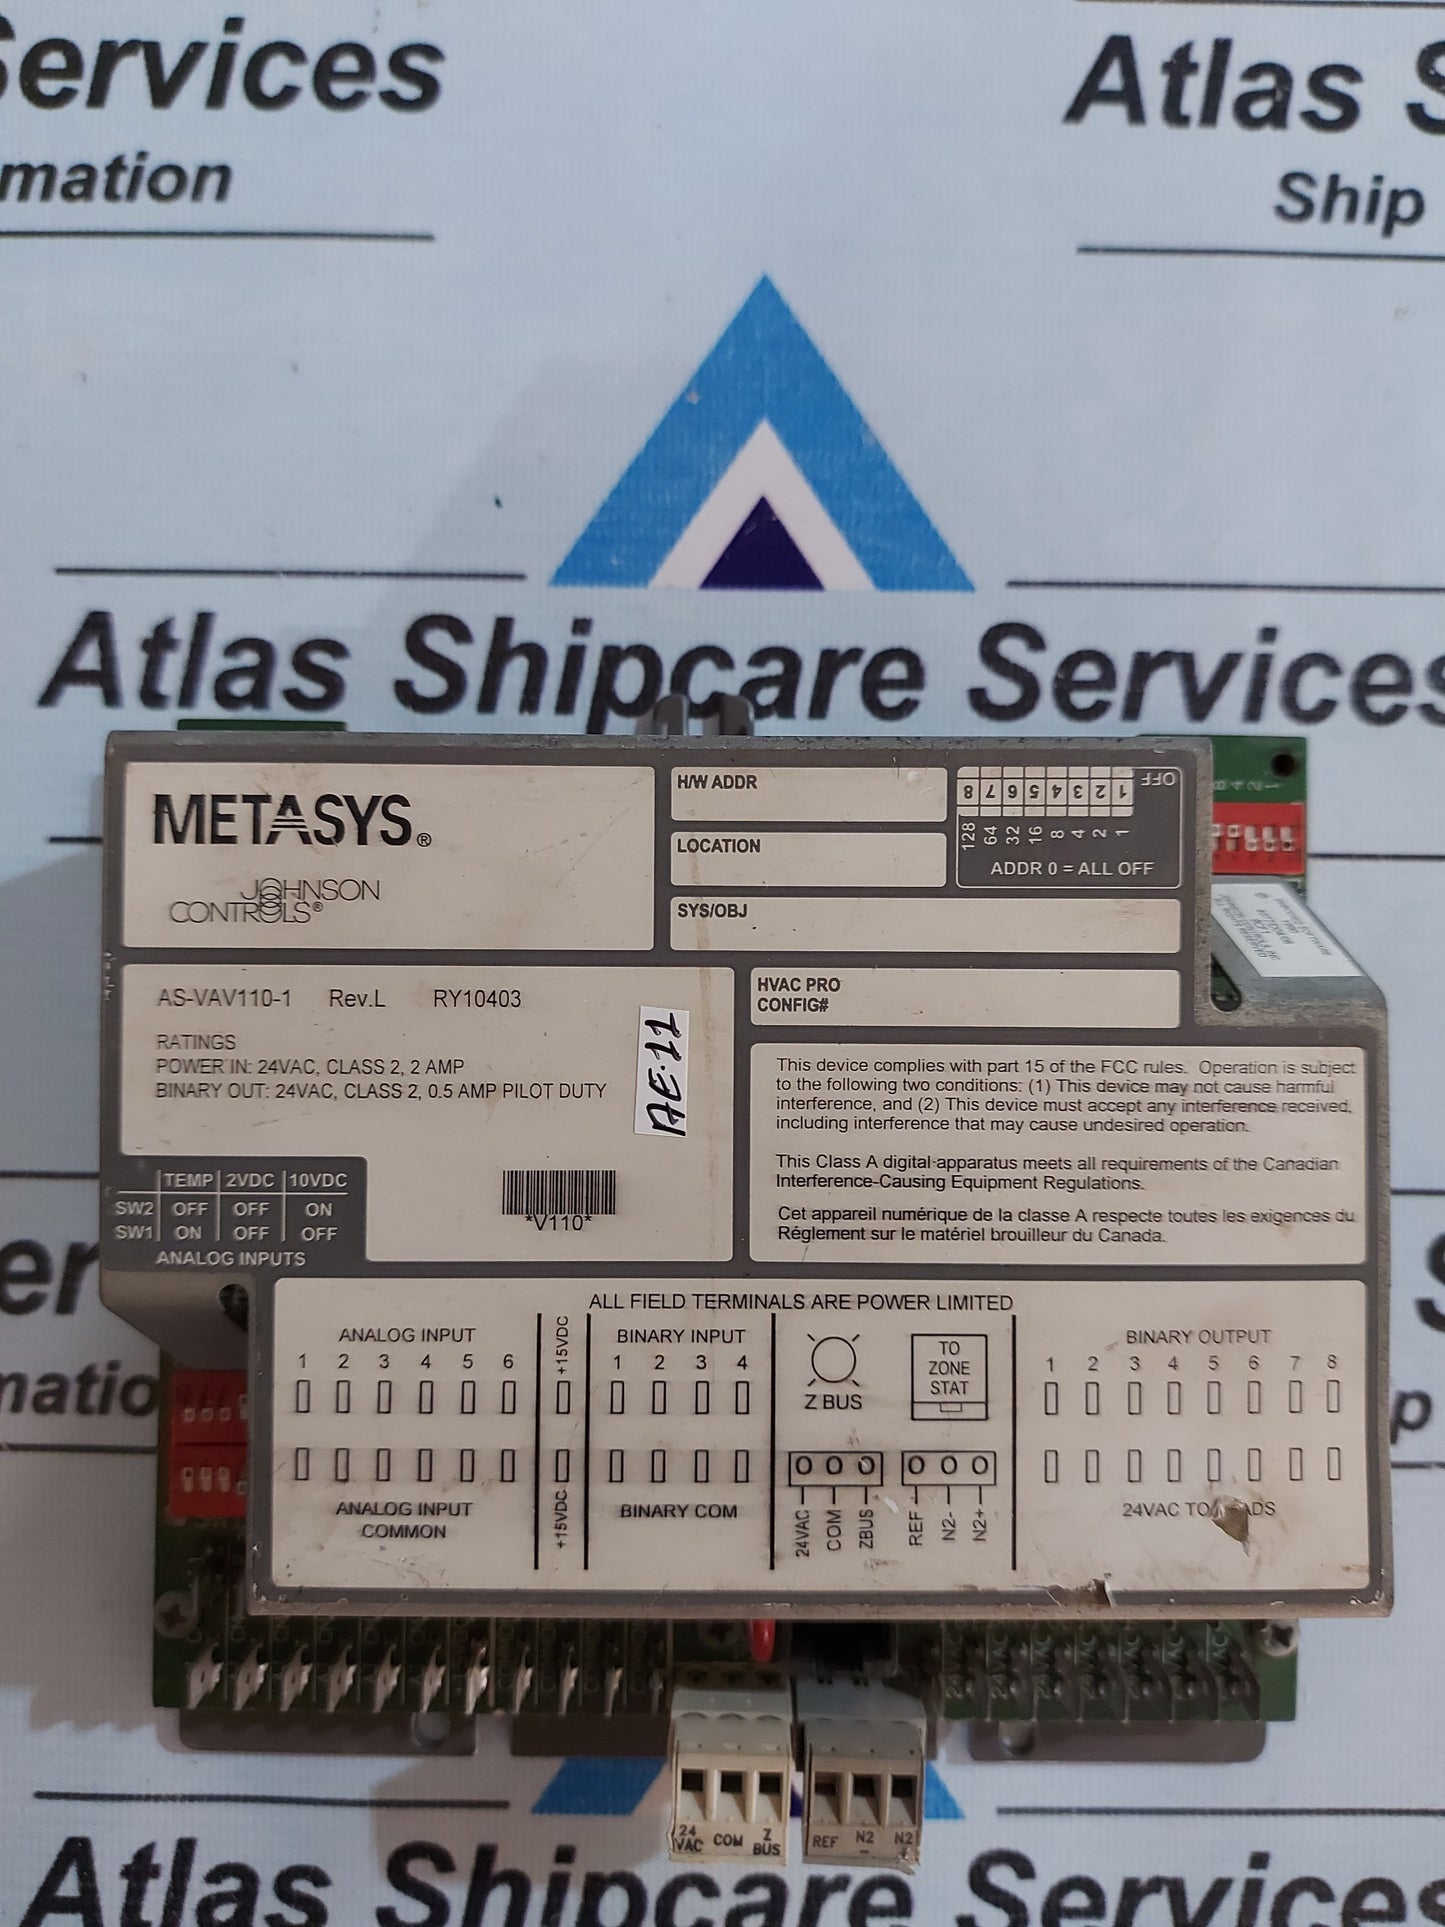 Services
mation
Atlas S
Ship
Atlas Shipcare Services
METASYS®
JOHNSON
CONTROLS®
H/W ADDR
LOCATION
SYS/OBJ
8 7 6 5 4 3 2 1 OFF
128 64 32 16 8 4 2 1
ADDR 0 = ALL OFF
AS-VAV110-1 Rev.L RY10403
RATINGS
POWER IN: 24VAC, CLASS 2, 2 AMP
BINARY OUT: 24VAC, CLASS 2, 0.5 AMP PILOT DUTY
AE-11
*V110*
HVAC PRO
CONFIG#
This device complies with part 15 of the FCC rules. Operation is subject
to the following two conditions: (1) This device may not cause harmful
interference, and (2) This device must accept any interference received,
including interference that may cause undesired operation.
This Class A digital apparatus meets all requirements of the Canadian
Interference-Causing Equipment Regulations.
Cet appareil numérique de la classe A respecte toutes les exigences du
Réglement sur le matériel brouilleur du Canada.
TEMP 2VDC 10VDC
SW2 OFF OFF ON
SW1 ON OFF OFF
ANALOG INPUTS
ALL FIELD TERMINALS ARE POWER LIMITED
ANALOG INPUT
1 2 3 4 5 6
ANALOG INPUT
COMMON
+15VDC
+15VDC
BINARY INPUT
1 2 3 4
BINARY COM
Z BUS
TO
ZONE
STAT
24VAC COM ZBUS REF N2- N2+
BINARY OUTPUT
1 2 3 4 5 6 7 8
24VAC TO ADS
er
matio
S
p
24
VAC COM Z
BUS
REF N2
- N2
+
Atlas Shipcare Services